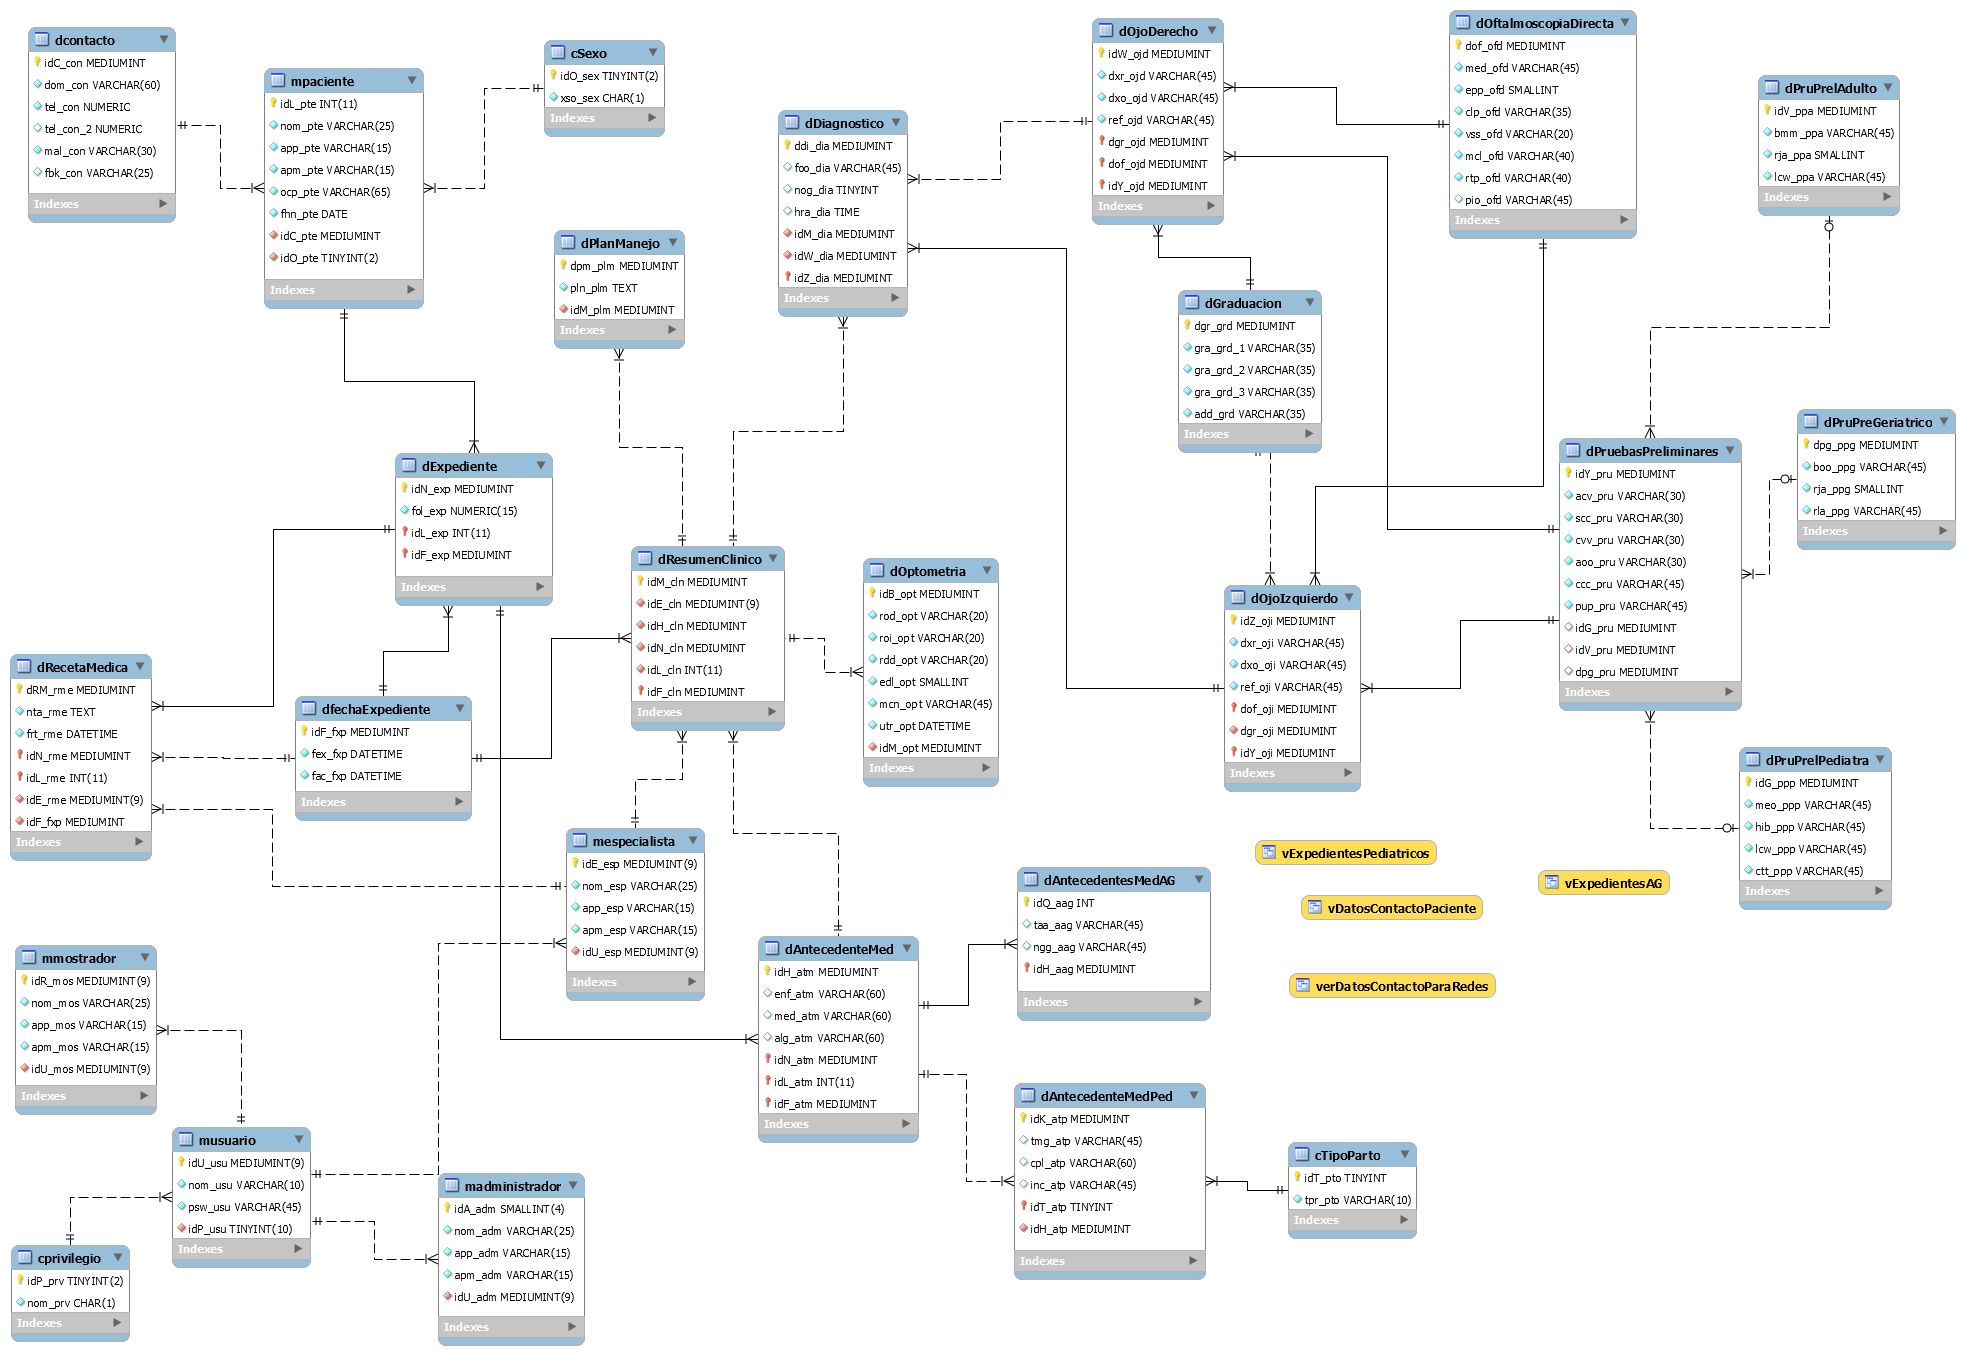 dcontacto
idC_con MEDIUMINT
dom_con VARCHAR(60)
tel_con NUMERIC
tel_con_2 NUMERIC
mal_con VARCHAR(30)
fbk_con VARCHAR(25)
Indexes
mpaciente
idL_pte INT(11)
nom_pte VARCHAR(25)
app_pte VARCHAR(15)
apm_pte VARCHAR(15)
ocp_pte VARCHAR(65)
fhn_pte DATE
idC_pte MEDIUMINT
idO_pte TINYINT(2)
Indexes
cSexo
idO_sex TINYINT(2)
xso_sex CHAR(1)
Indexes
dPlanManejo
dpm_plm MEDIUMINT
pln_plm TEXT
idM_plm MEDIUMINT
Indexes
dDiagnostico
ddi_dia MEDIUMINT
foo_dia VARCHAR(45)
nog_dia TINYINT
hra_dia TIME
idM_dia MEDIUMINT
idW_dia MEDIUMINT
idZ_dia MEDIUMINT
Indexes
dOjoDerecho
idW_ojd MEDIUMINT
dxr_ojd VARCHAR(45)
dxo_ojd VARCHAR(45)
ref_ojd VARCHAR(45)
dgr_ojd MEDIUMINT
dof_ojd MEDIUMINT
idY_ojd MEDIUMINT
Indexes
dOftalmoscopiaDirecta
dof_ofd MEDIUMINT
med_ofd VARCHAR(45)
epp_ofd SMALLINT
clp_ofd VARCHAR(35)
vss_ofd VARCHAR(20)
mcl_ofd VARCHAR(40)
rtp_ofd VARCHAR(40)
pio_ofd VARCHAR(45)
Indexes
dPruPrelAdulto
idV_ppa MEDIUMINT
bmm_ppa VARCHAR(45)
rja_ppa SMALLINT
lcw_ppa VARCHAR(45)
Indexes
dGraduacion
dgr_grd MEDIUMINT
gra_grd_1 VARCHAR(35)
gra_grd_2 VARCHAR(35)
gra_grd_3 VARCHAR(35)
add_grd VARCHAR(35)
Indexes
dPruPreGeriatrico
dpg_ppg MEDIUMINT
boo_ppg VARCHAR(45)
rja_ppg SMALLINT
rla_ppg VARCHAR(45)
Indexes
dPruebasPreliminares
idY_pru MEDIUMINT
acv_pru VARCHAR(30)
scc_pru VARCHAR(30)
cvv_pru VARCHAR(30)
aoo_pru VARCHAR(30)
ccc_pru VARCHAR(45)
pup_pru VARCHAR(45)
idG_pru MEDIUMINT
idV_pru MEDIUMINT
dpg_pru MEDIUMINT
Indexes
dExpediente
idN_exp MEDIUMINT
fol_exp NUMERIC(15)
idL_exp INT(11)
idF_exp MEDIUMINT
Indexes
dResumenClinico
idM_cln MEDIUMINT
idE_cln MEDIUMINT(9)
idH_cln MEDIUMINT
idN_cln MEDIUMINT
idL_cln INT(11)
idF_cln MEDIUMINT
Indexes
dOptometria
idB_opt MEDIUMINT
rod_opt VARCHAR(20)
roi_opt VARCHAR(20)
rdd_opt VARCHAR(20)
edl_opt SMALLINT
mcn_opt VARCHAR(45)
utr_opt DATETIME
idM_opt MEDIUMINT
Indexes
dOjoIzquierdo
idZ_oji MEDIUMINT
dxr_oji VARCHAR(45)
dxo_oji VARCHAR(45)
ref_oji VARCHAR(45)
dof_oji MEDIUMINT
dgr_oji MEDIUMINT
idY_oji MEDIUMINT
Indexes
dRecetaMedica
dRM_rme MEDIUMINT
nta_rme TEXT
frt_rme DATETIME
idN_rme MEDIUMINT
idL_rme INT(11)
idE_rme MEDIUMINT(9)
idF_fxp MEDIUMINT
Indexes
dfechaExpediente
idF_fxp MEDIUMINT
fex_fxp DATETIME
fac_fxp DATETIME
Indexes
dPruPrelPediatra
idG_ppp MEDIUMINT
meo_ppp VARCHAR(45)
hib_ppp VARCHAR(45)
lcw_ppp VARCHAR(45)
ctt_ppp VARCHAR(45)
Indexes
mespecialista
idE_esp MEDIUMINT(9)
nom_esp VARCHAR(25)
app_esp VARCHAR(15)
apm_esp VARCHAR(15)
idU_esp MEDIUMINT(9)
Indexes
vExpedientesPediatricos
vExpedientesAG
vDatosContactoPaciente
verDatosContactoParaRedes
dAntecedentesMedAG
idQ_aag INT
taa_aag VARCHAR(45)
ngg_aag VARCHAR(45)
idH_aag MEDIUMINT
Indexes
dAntecedenteMed
idH_atm MEDIUMINT
enf_atm VARCHAR(60)
med_atm VARCHAR(60)
alg_atm VARCHAR(60)
idN_atm MEDIUMINT
idL_atm INT(11)
idF_atm MEDIUMINT
Indexes
mmostrador
idR_mos MEDIUMINT(9)
nom_mos VARCHAR(25)
app_mos VARCHAR(15)
apm_mos VARCHAR(15)
idU_mos MEDIUMINT(9)
Indexes
musuario
idU_usu MEDIUMINT(9)
nom_usu VARCHAR(10)
psw_usu VARCHAR(45)
idP_usu TINYINT(10)
Indexes
madministrador
idA_adm SMALLINT(4)
nom_adm VARCHAR(25)
app_adm VARCHAR(15)
apm_adm VARCHAR(15)
idU_adm MEDIUMINT(9)
Indexes
cprivilegio
idP_prv TINYINT(2)
nom_prv CHAR(1)
Indexes
dAntecedenteMedPed
idK_atp MEDIUMINT
tmg_atp VARCHAR(45)
cpl_atp VARCHAR(60)
inc_atp VARCHAR(45)
idT_atp TINYINT
idH_atp MEDIUMINT
Indexes
cTipoParto
idT_pto TINYINT
tpr_pto VARCHAR(10)
Indexes